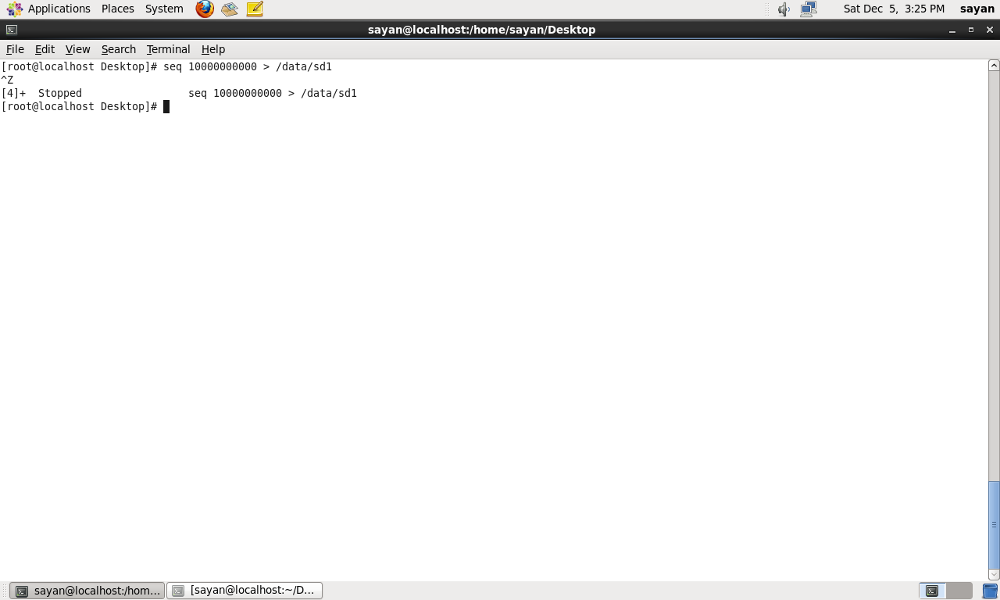 Applications Places System Sat Dec 5, 3:25 PM sayan
sayan@localhost:/home/sayan/Desktop
File Edit View Search Terminal Help
[root@localhost Desktop]# seq 10000000000 > /data/sd1
^Z
[4]+  Stopped                 seq 10000000000 > /data/sd1
[root@localhost Desktop]#
sayan@localhost:/hom... [sayan@localhost:~/D...